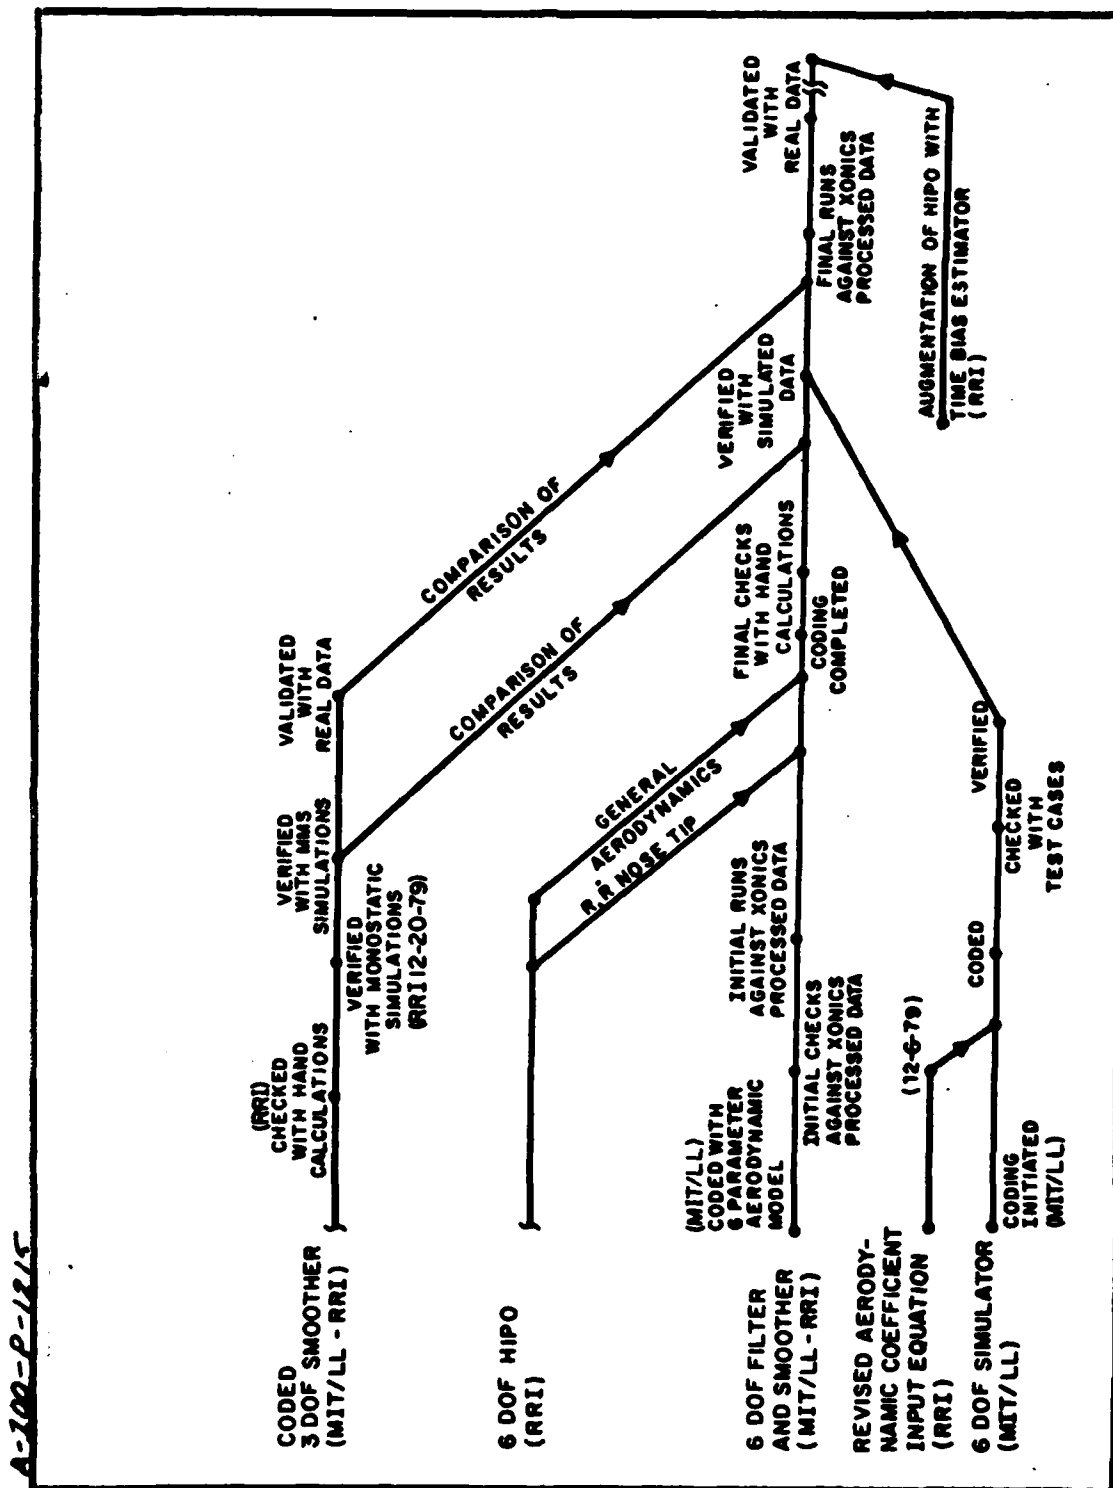 A-200-P-1215
CODED
3 DOF SMOOTHER
(MIT/LL - RRI)
(RRI)
CHECKED
WITH HAND
CALCULATIONS
VERIFIED
WITH MONOSTATIC
SIMULATIONS
(RRI 12-20-79)
VERIFIED
WITH MMS
SIMULATIONS
VALIDATED
WITH
REAL DATA
COMPARISON OF
RESULTS
COMPARISON OF
RESULTS
6 DOF HIPO
(RRI)
GENERAL
AERODYNAMICS
R.R NOSE TIP
6 DOF FILTER
AND SMOOTHER
(MIT/LL - RRI)
(MIT/LL)
CODED WITH
6 PARAMETER
AERODYNAMIC
MODEL
INITIAL CHECKS
AGAINST XONICS
PROCESSED DATA
INITIAL RUNS
AGAINST XONICS
PROCESSED DATA
CODING
COMPLETED
FINAL CHECKS
WITH HAND
CALCULATIONS
VERIFIED
WITH
SIMULATED
DATA
FINAL RUNS
AGAINST XONICS
PROCESSED DATA
VALIDATED
WITH
REAL DATA
REVISED AERODY-
NAMIC COEFFICIENT
INPUT EQUATION
(RRI)
(12-6-79)
6 DOF SIMULATOR
(MIT/LL)
CODING
INITIATED
(MIT/LL)
CODED
CHECKED
WITH
TEST CASES
VERIFIED
AUGMENTATION OF HIPO WITH
TIME BIAS ESTIMATOR
(RRI)